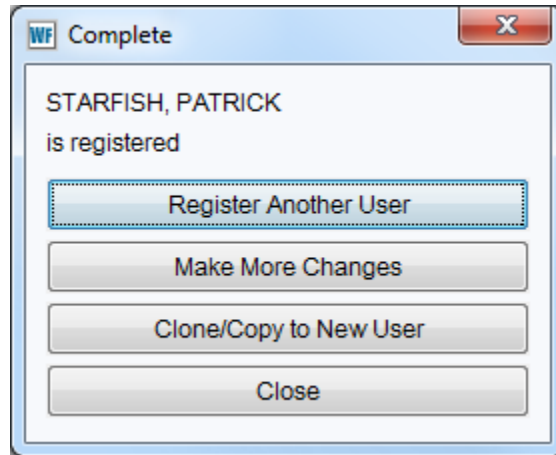 WF Complete
STARFISH, PATRICK
is registered
Register Another User
Make More Changes
Clone/Copy to New User
Close